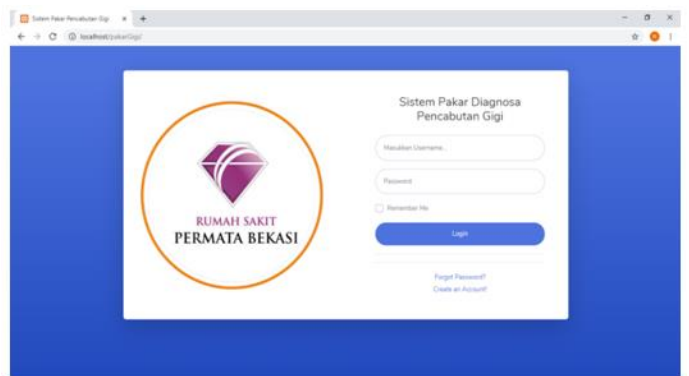 Sistem Pakar Pencabutan Gigi
localhost/pakarGigi/
Sistem Pakar Diagnosa
Pencabutan Gigi
Masukkan Username...
Password
Remember Me
Login
Forgot Password?
Create an Account!
RUMAH SAKIT
PERMATA BEKASI